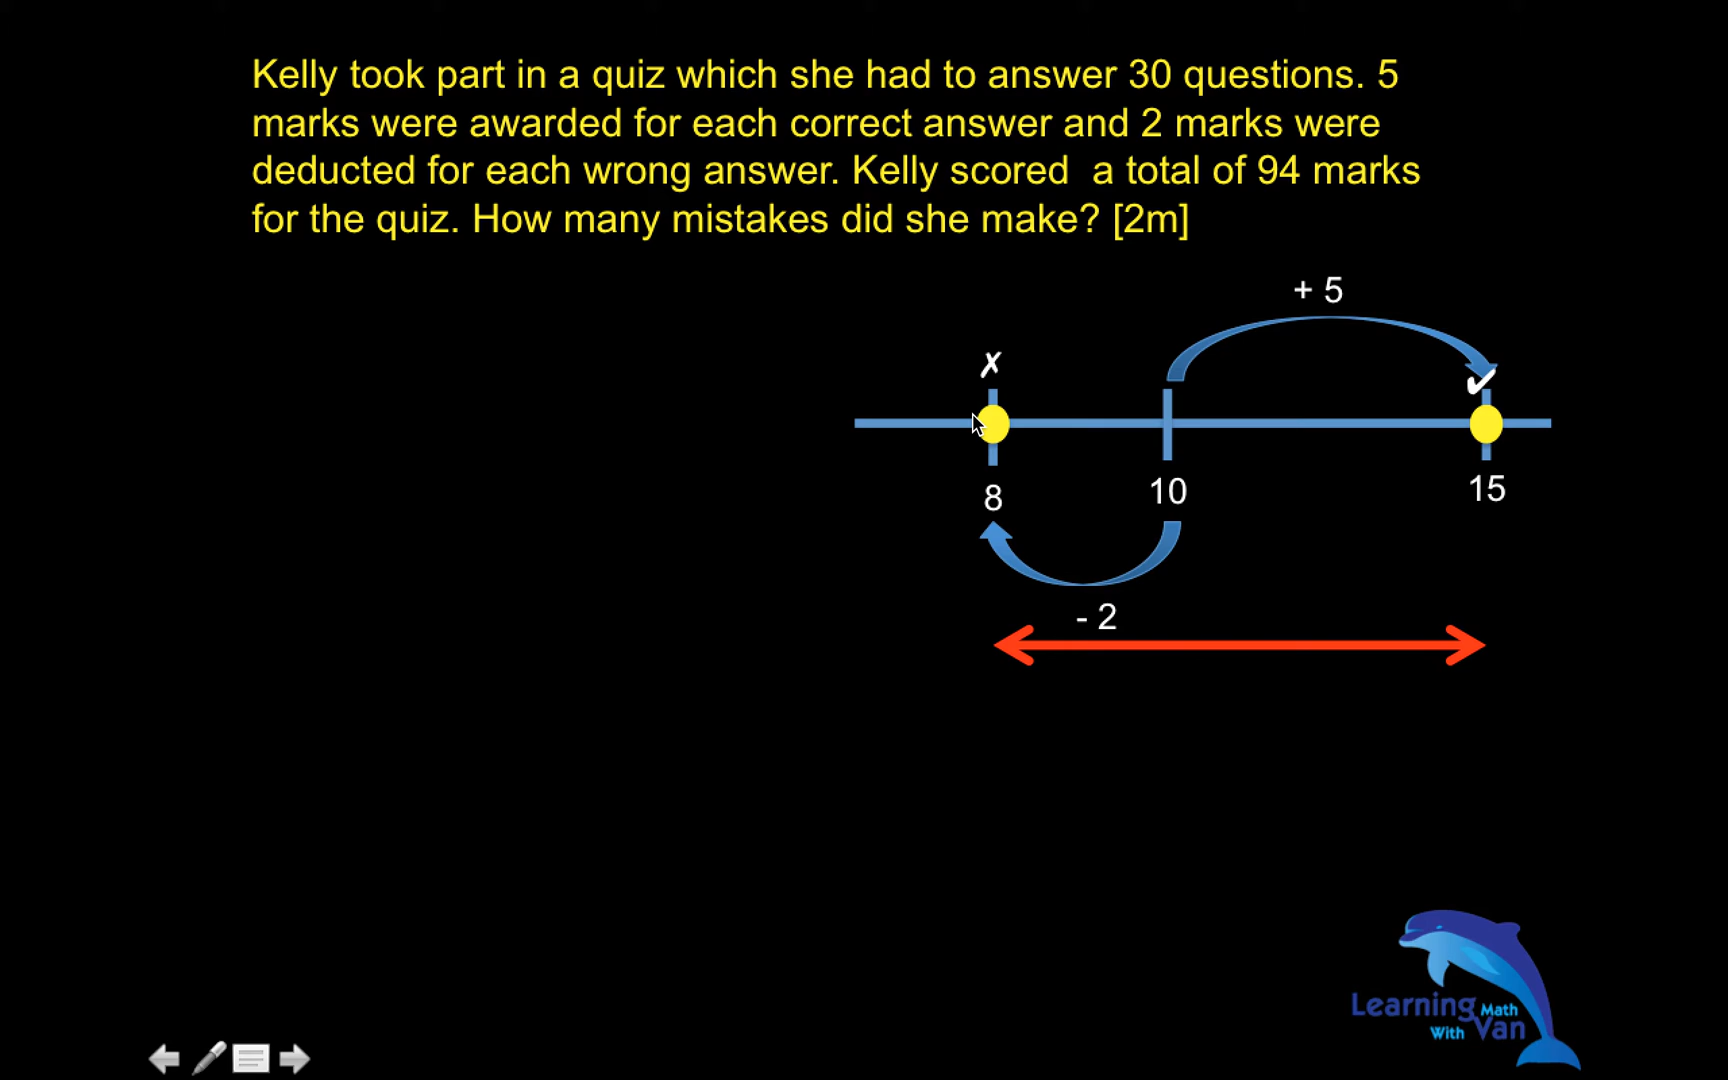 Kelly took part in a quiz which she had to answer 30 questions. 5
marks were awarded for each correct answer and 2 marks were
deducted for each wrong answer. Kelly scored  a total of 94 marks
for the quiz. How many mistakes did she make? [2m]
+ 5
✗
✔
8
10
15
- 2
Learning Math
With Van